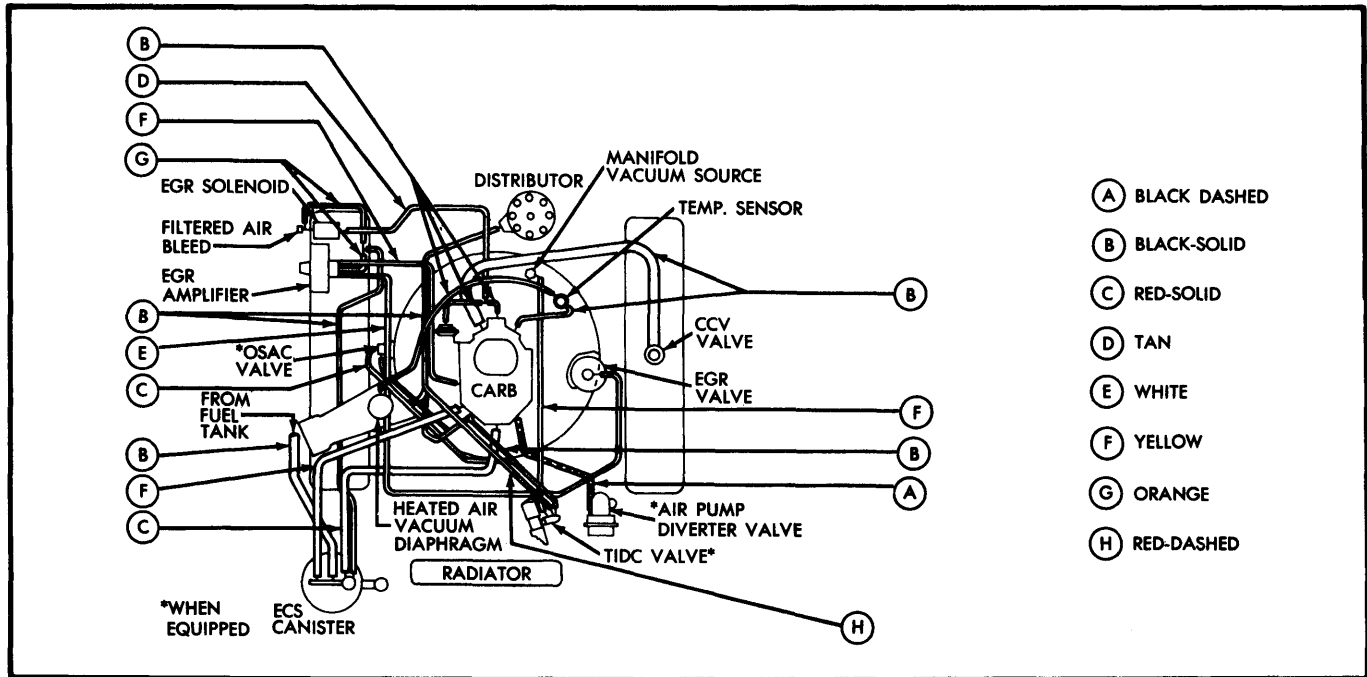 B
D
F
G
EGR SOLENOID
FILTERED AIR
BLEED
EGR
AMPLIFIER
B
E
*OSAC
VALVE
C
FROM
FUEL
TANK
B
F
C
*WHEN
EQUIPPED
ECS
CANISTER
HEATED AIR
VACUUM
DIAPHRAGM
RADIATOR
DISTRIBUTOR
MANIFOLD
VACUUM SOURCE
TEMP. SENSOR
CARB
B
CCV
VALVE
EGR
VALVE
F
B
A
*AIR PUMP
DIVERTER VALVE
TIDC VALVE*
H
A BLACK DASHED
B BLACK-SOLID
C RED-SOLID
D TAN
E WHITE
F YELLOW
G ORANGE
H RED-DASHED